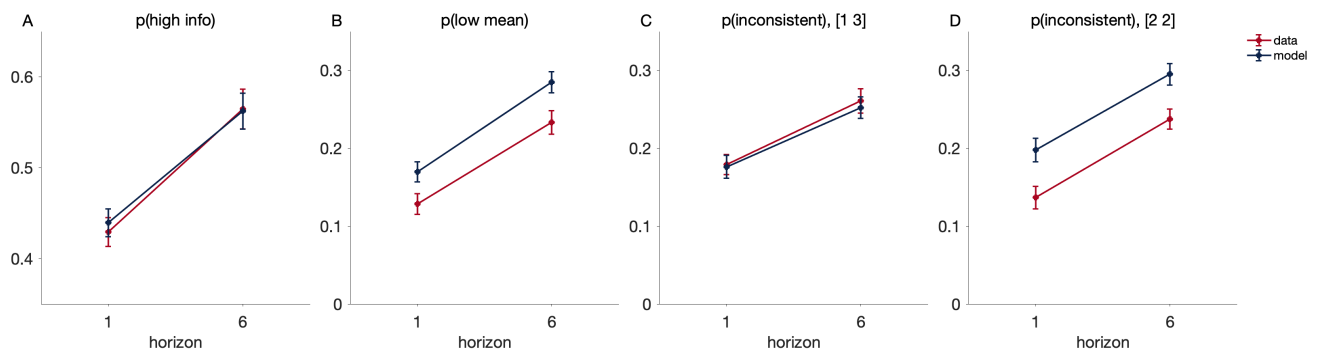 A p(high info)
0.6
0.5
0.4
1 6
horizon
B p(low mean)
0.3
0.2
0.1
0
1 6
horizon
C p(inconsistent), [1 3]
0.3
0.2
0.1
0
1 6
horizon
D p(inconsistent), [2 2]
0.3
0.2
0.1
0
1 6
horizon
data
model